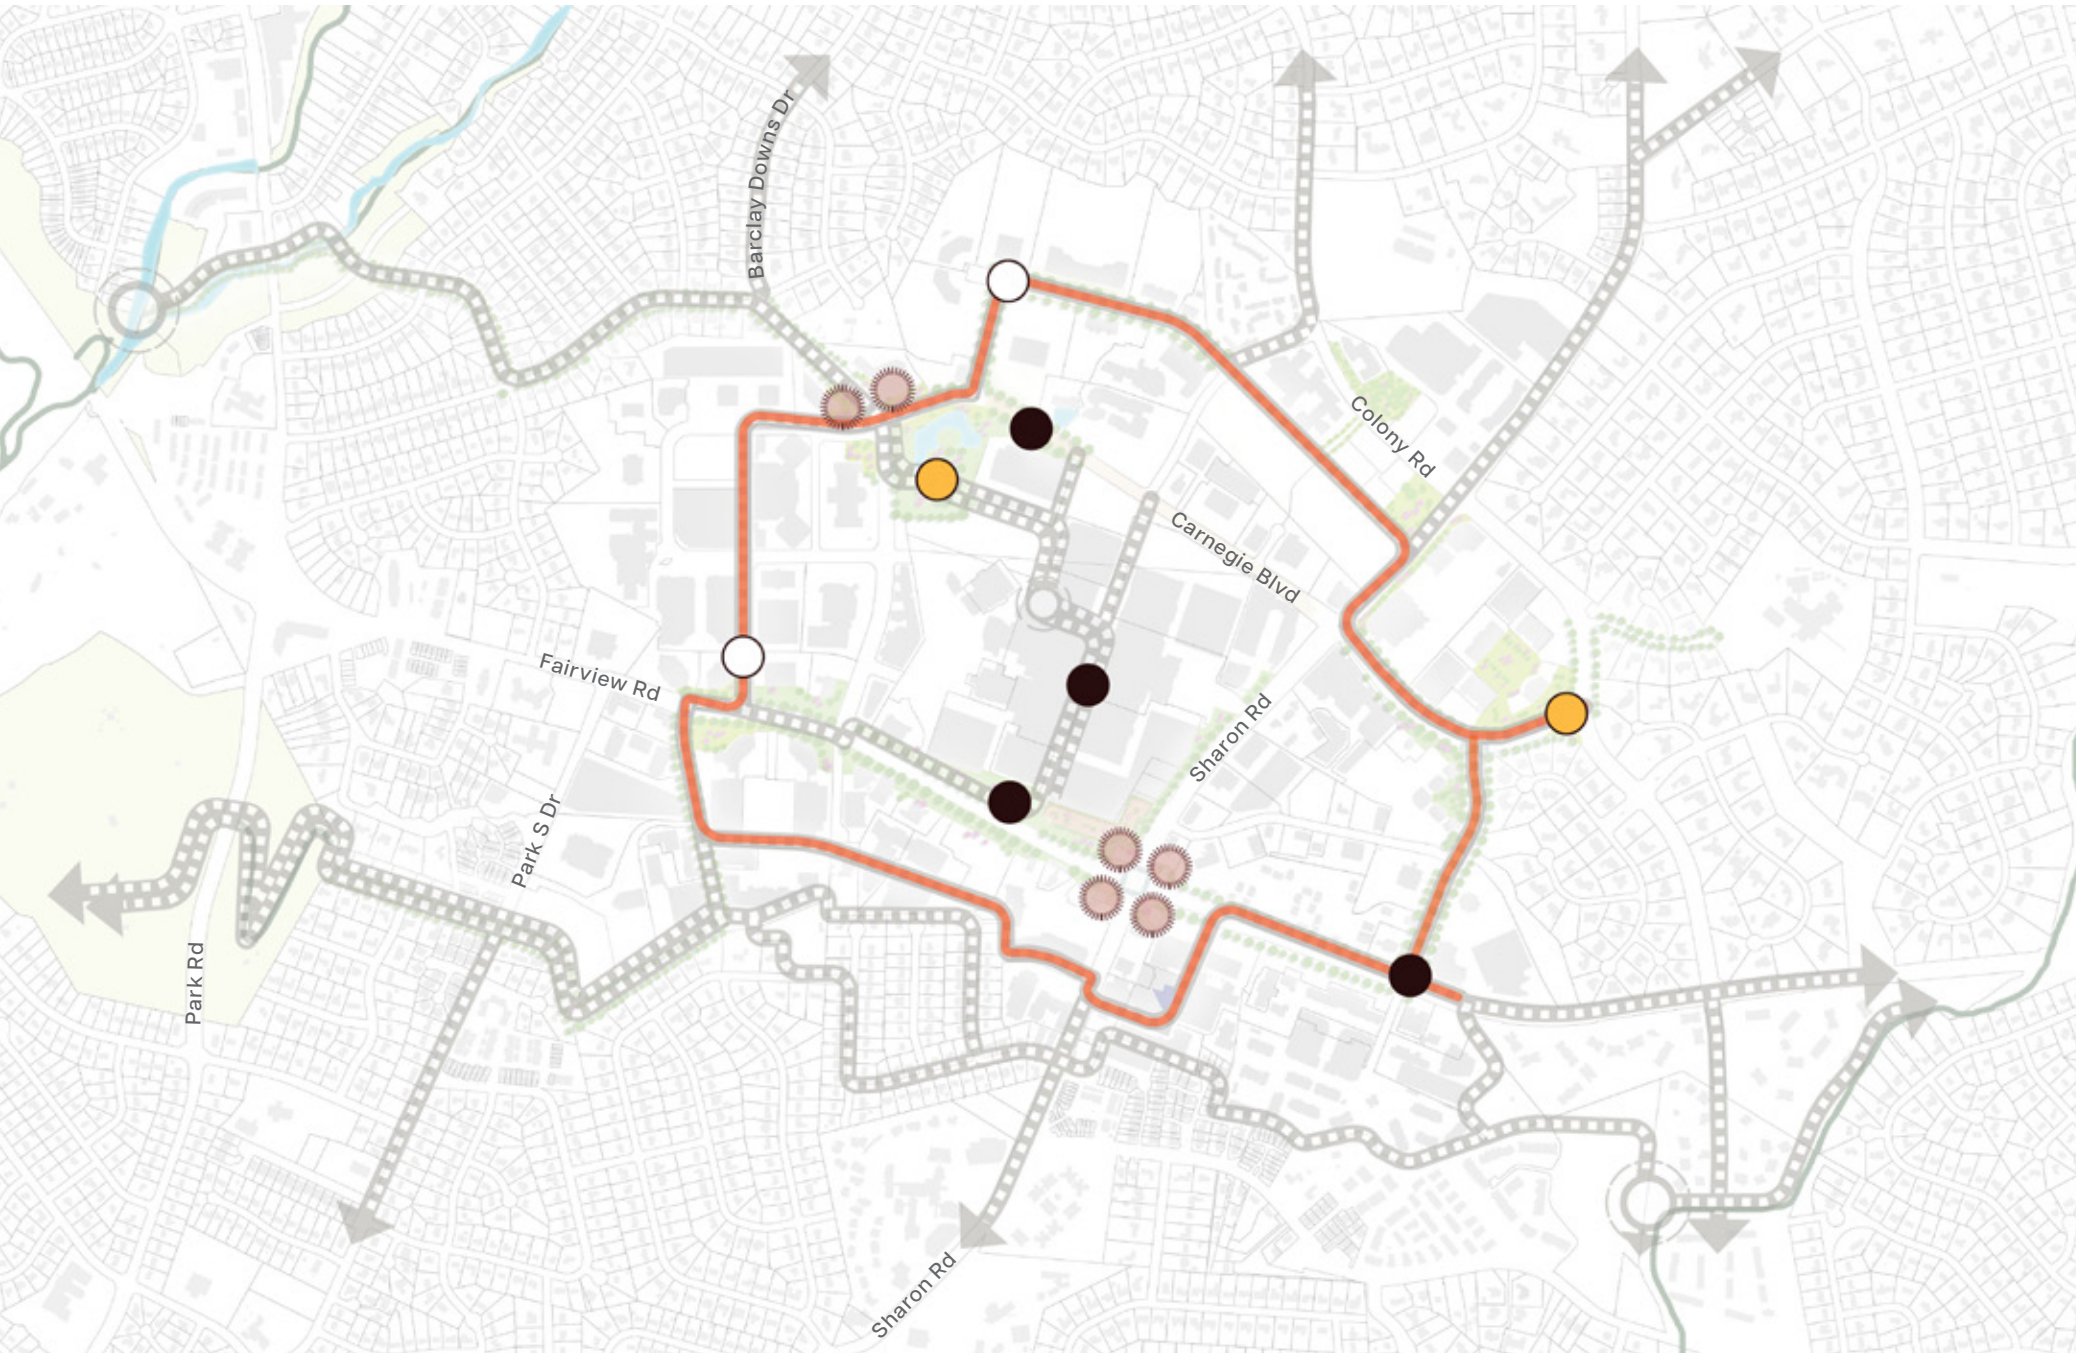 Barclay Downs Dr
Colony Rd
Carnegie Blvd
Fairview Rd
Sharon Rd
Park S Dr
Park Rd
Sharon Rd